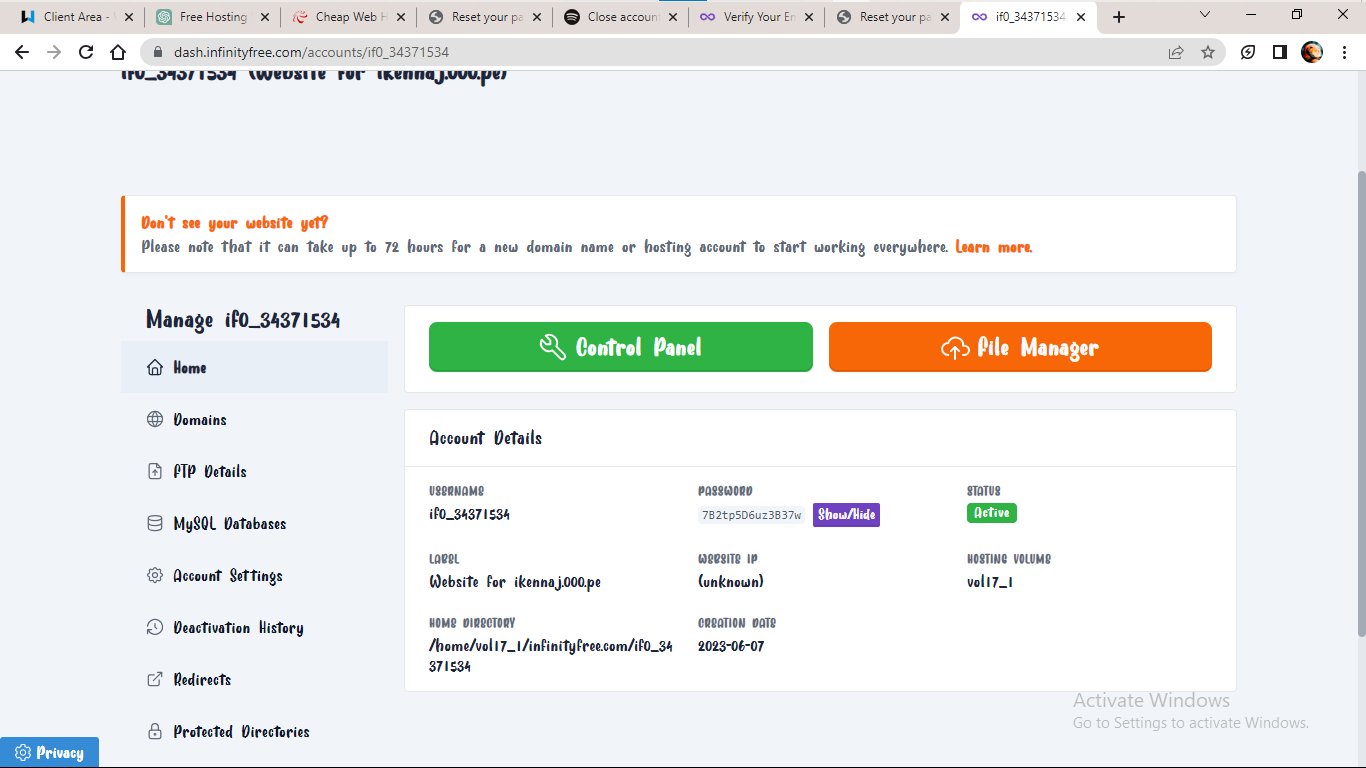 Client Area -
Free Hosting
Cheap Web H
Reset your pa
Close account
Verify Your Em
Reset your pa
if0_34371534
dash.infinityfree.com/accounts/if0_34371534
if0_34371534 (Website for ikennaj.000.pe)
Don't see your website yet?
Please note that it can take up to 72 hours for a new domain name or hosting account to start working everywhere. Learn more.
Manage if0_34371534
Home
Domains
FTP Details
MySQL Databases
Account Settings
Deactivation History
Redirects
Protected Directories
Control Panel
File Manager
Account Details
USERNAME
if0_34371534
PASSWORD
7B2tp5D6uz3B37w Show/Hide
STATUS
Active
LABEL
Website for ikennaj.000.pe
WEBSITE IP
(unknown)
HOSTING VOLUME
vol17_1
HOME DIRECTORY
/home/vol17_1/infinityfree.com/if0_34
371534
CREATION DATE
2023-06-07
Activate Windows
Go to Settings to activate Windows.
Privacy